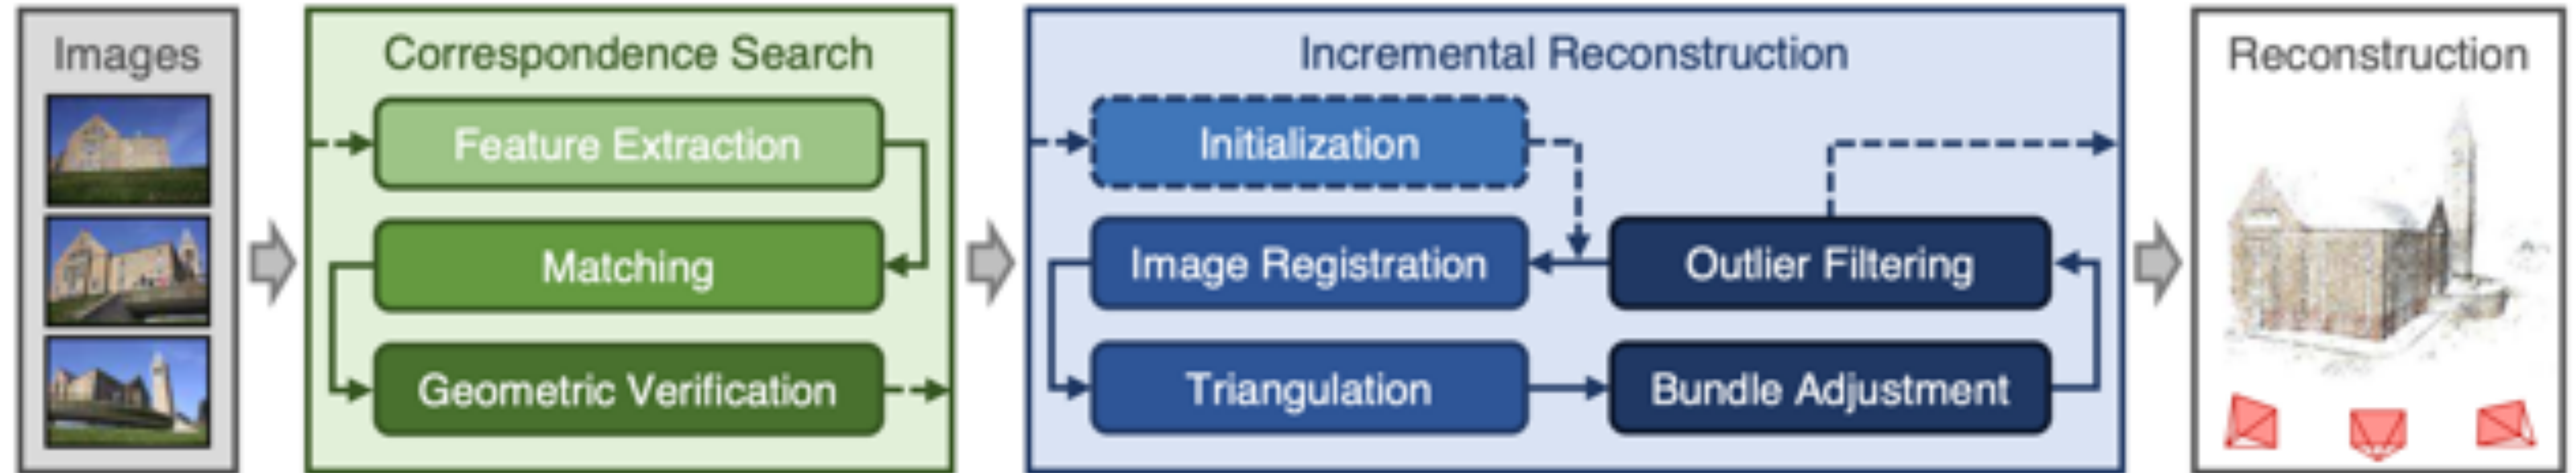 Images
Correspondence Search
Feature Extraction
Matching
Geometric Verification
Incremental Reconstruction
Initialization
Image Registration
Outlier Filtering
Triangulation
Bundle Adjustment
Reconstruction